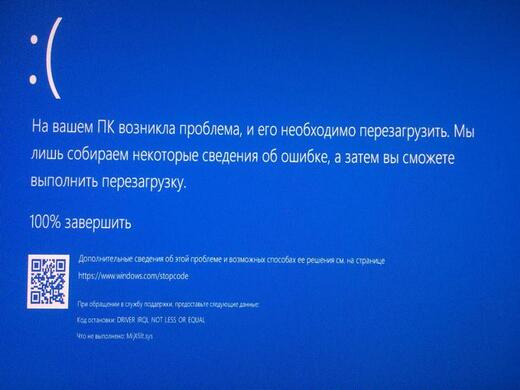 :(
На вашем ПК возникла проблема, и его необходимо перезагрузить. Мы
лишь собираем некоторые сведения об ошибке, а затем вы сможете
выполнить перезагрузку.
100% завершить
Дополнительные сведения об этой проблеме и возможных способах ее решения см. на странице
https://www.windows.com/stopcode
При обращении в службу поддержки, предоставьте следующие данные:
Код остановки: DRIVER IRQL NOT LESS OR EQUAL
Что не выполнено: